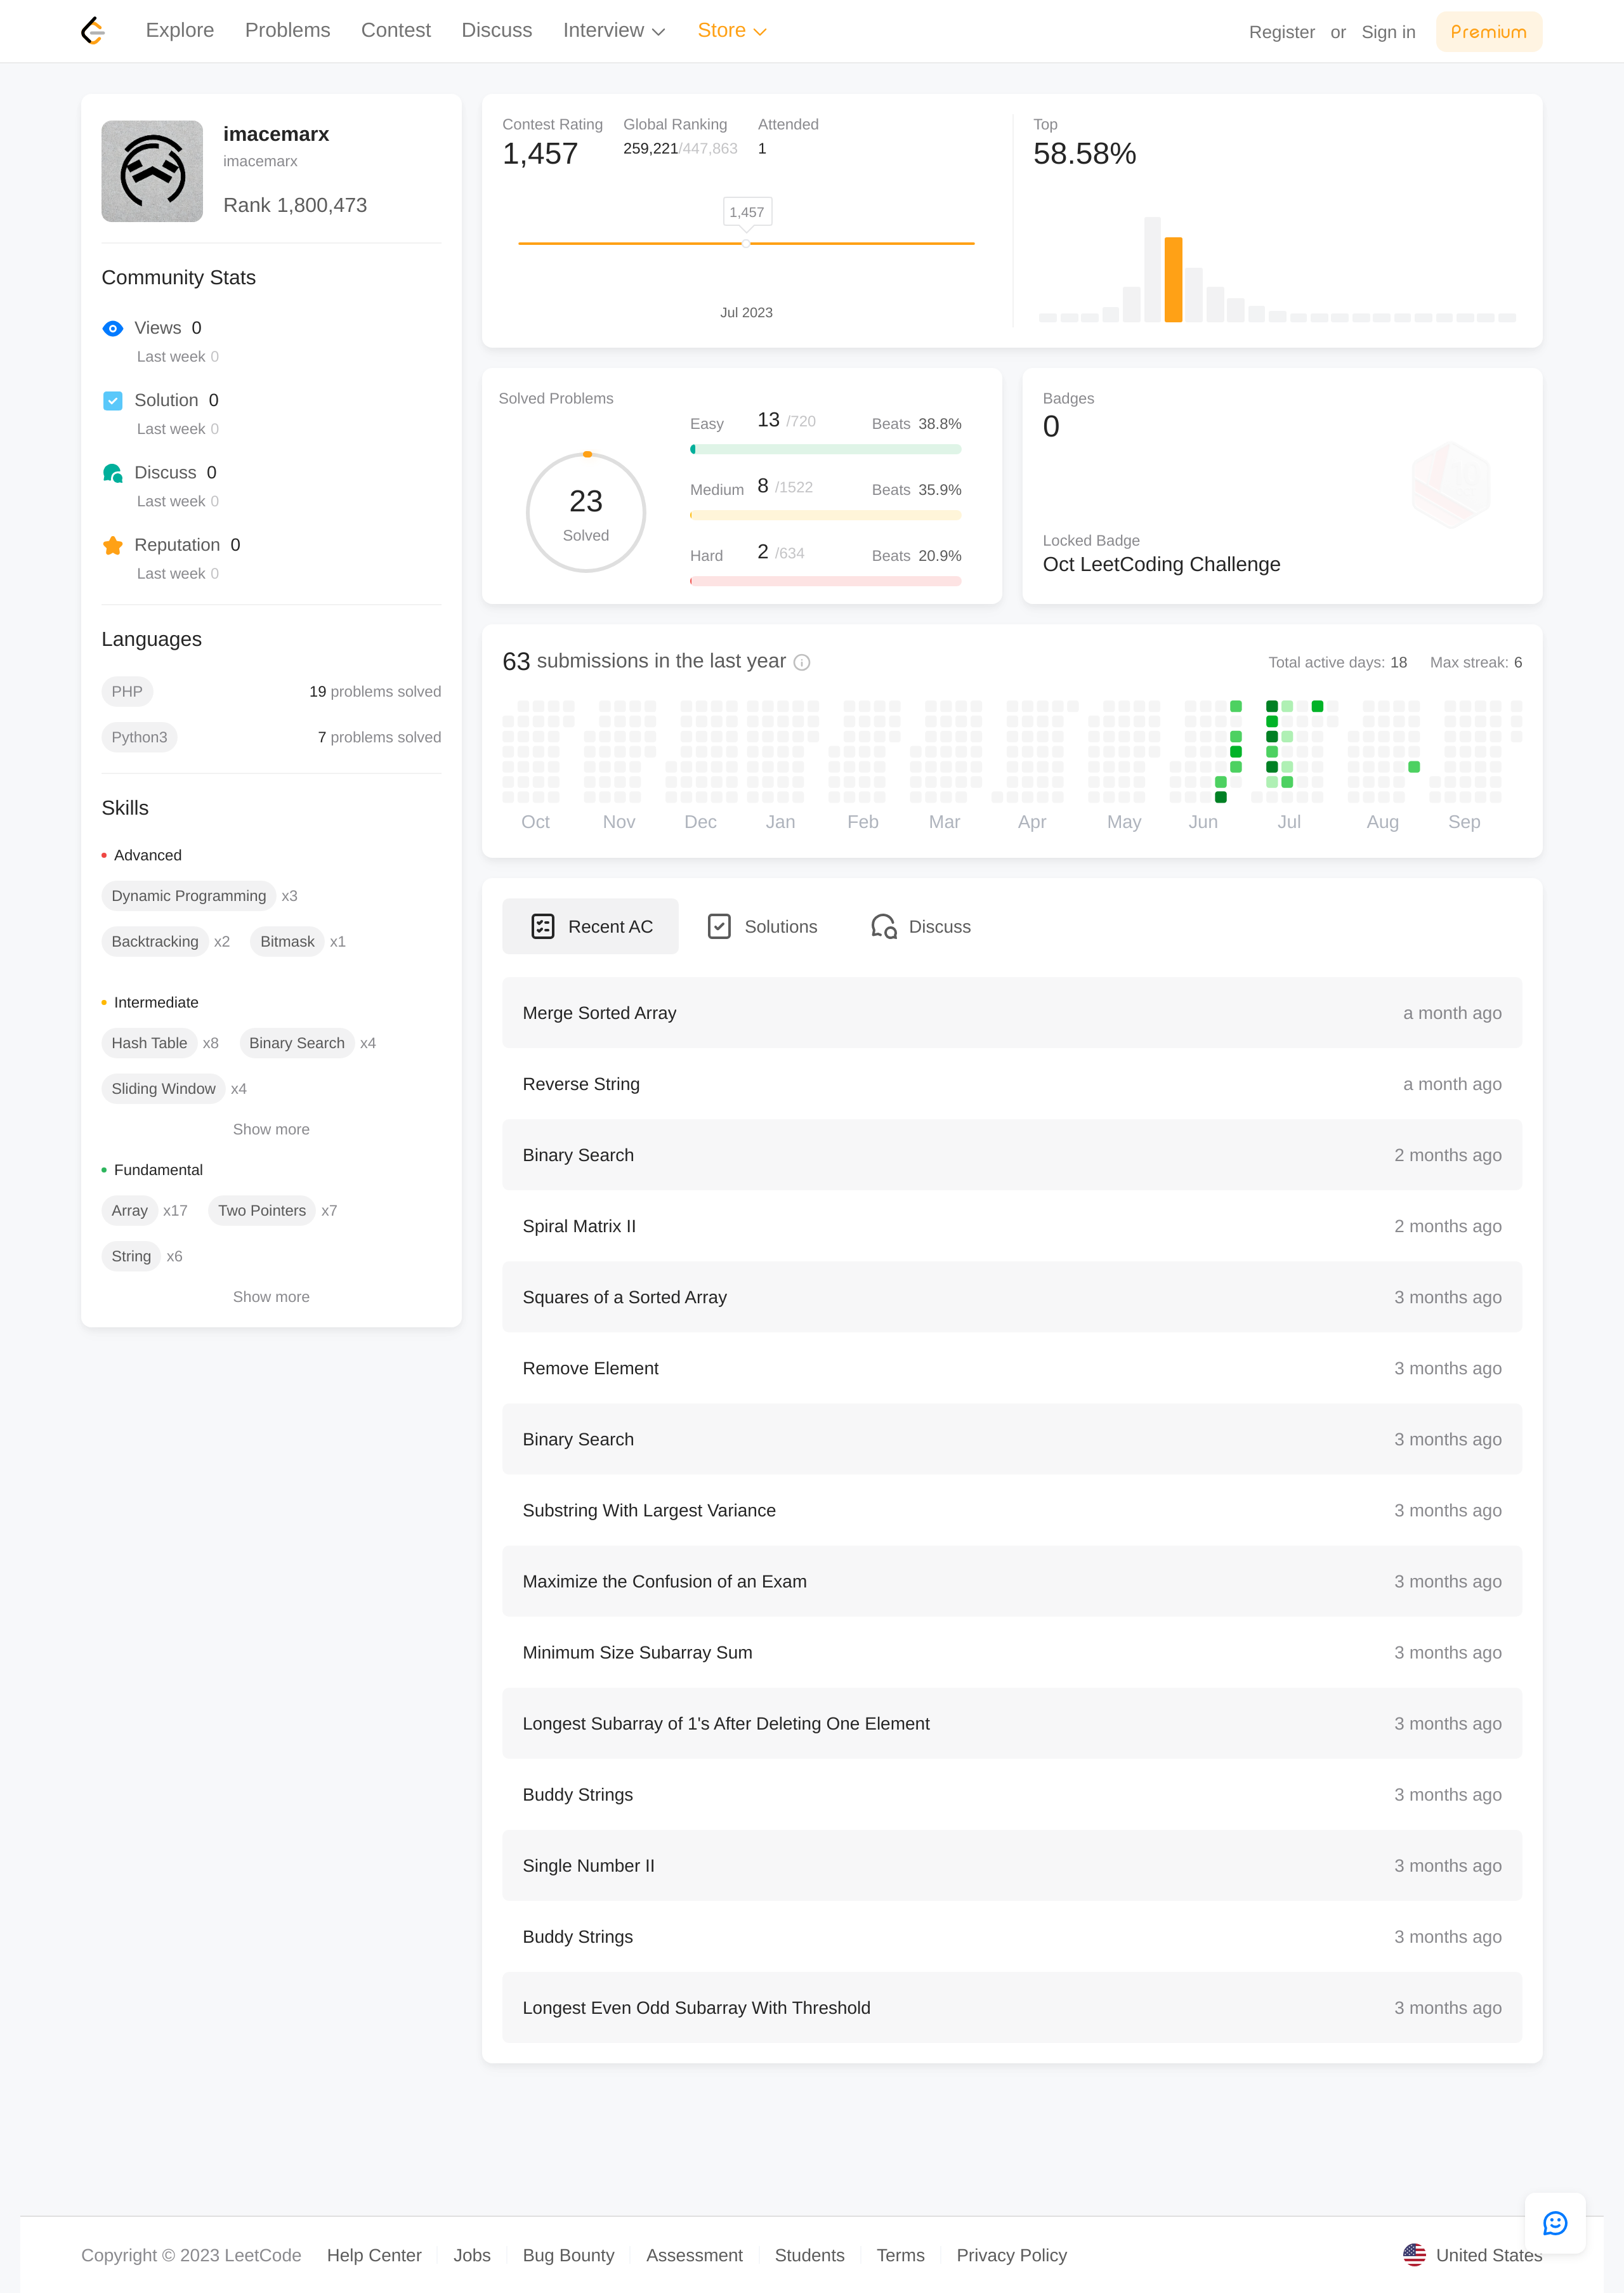 Explore Problems Contest Discuss Interview Store Register or Sign in Premium
imacemarx
imacemarx
Rank 1,800,473
Community Stats
Views 0
Last week 0
Solution 0
Last week 0
Discuss 0
Last week 0
Reputation 0
Last week 0
Languages
PHP 19 problems solved
Python3 7 problems solved
Skills
Advanced
Dynamic Programming x3
Backtracking x2 Bitmask x1
Intermediate
Hash Table x8 Binary Search x4
Sliding Window x4
Show more
Fundamental
Array x17 Two Pointers x7
String x6
Show more
Contest Rating Global Ranking Attended
1,457 259,221/447,863 1
1,457
Jul 2023
Top
58.58%
Solved Problems
23
Solved
Easy 13 /720 Beats 38.8%
Medium 8 /1522 Beats 35.9%
Hard 2 /634 Beats 20.9%
Badges
0
Locked Badge
Oct LeetCoding Challenge
63 submissions in the last year Total active days: 18 Max streak: 6
Oct Nov Dec Jan Feb Mar Apr May Jun Jul Aug Sep
Recent AC Solutions Discuss
Merge Sorted Array a month ago
Reverse String a month ago
Binary Search 2 months ago
Spiral Matrix II 2 months ago
Squares of a Sorted Array 3 months ago
Remove Element 3 months ago
Binary Search 3 months ago
Substring With Largest Variance 3 months ago
Maximize the Confusion of an Exam 3 months ago
Minimum Size Subarray Sum 3 months ago
Longest Subarray of 1's After Deleting One Element 3 months ago
Buddy Strings 3 months ago
Single Number II 3 months ago
Buddy Strings 3 months ago
Longest Even Odd Subarray With Threshold 3 months ago
Copyright © 2023 LeetCode Help Center Jobs Bug Bounty Assessment Students Terms Privacy Policy United States